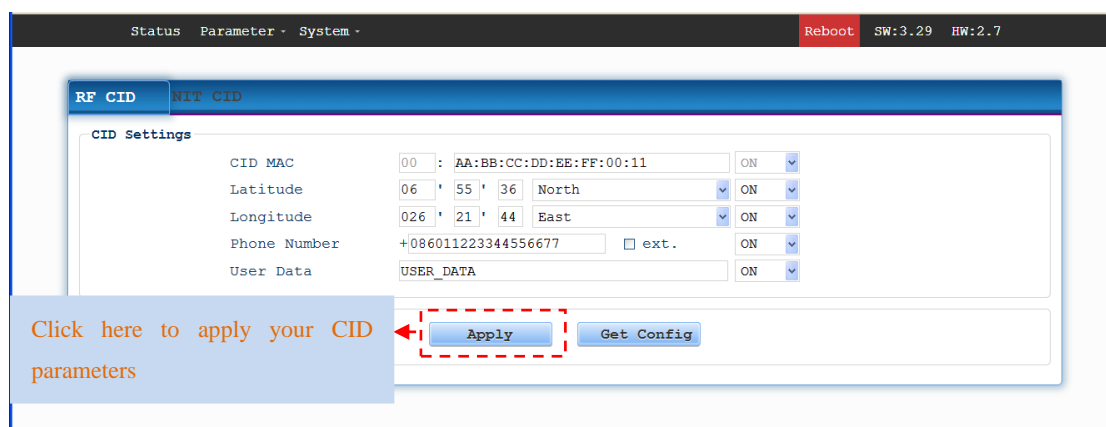 Status Parameter - System - Reboot SW:3.29 HW:2.7
RF CID NIT CID
CID Settings
CID MAC 00 : AA:BB:CC:DD:EE:FF:00:11 ON
Latitude 06 ' 55 ' 36 North ON
Longitude 026 ' 21 ' 44 East ON
Phone Number +086011223344556677 ext. ON
User Data USER_DATA ON
Click here to apply your CID
parameters
Apply Get Config